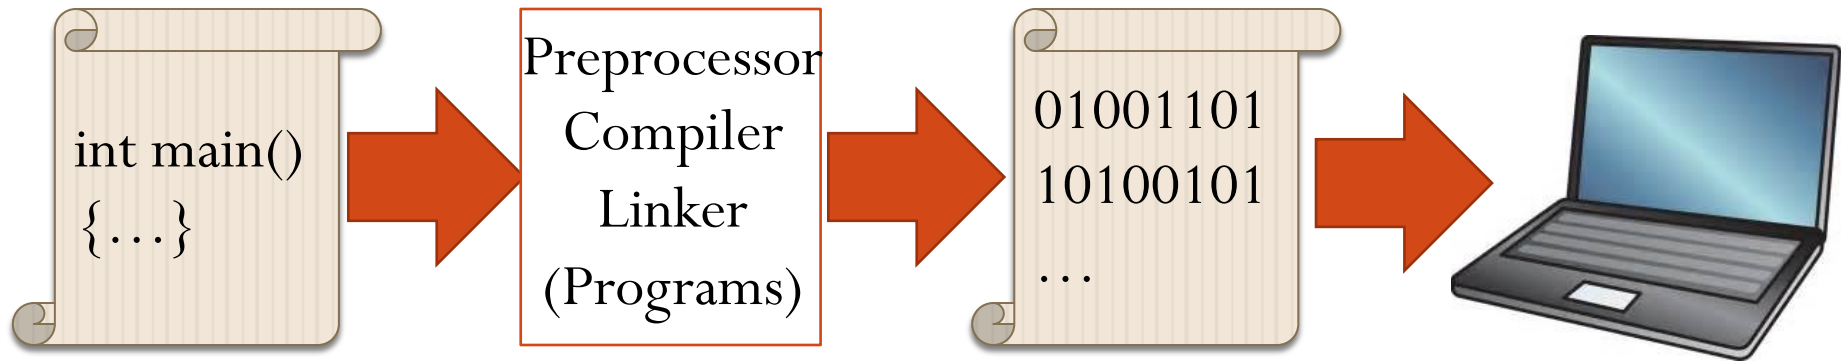 int main()
{…}
Preprocessor
Compiler
Linker
(Programs)
01001101
10100101
…